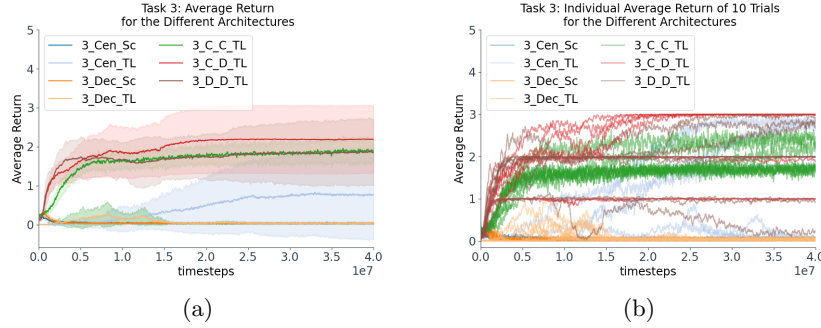 Task 3: Average Return
for the Different Architectures
5
4
3
2
1
0
Average Return
3_Cen_Sc
3_Cen_TL
3_Dec_Sc
3_Dec_TL
3_C_C_TL
3_C_D_TL
3_D_D_TL
0.0 0.5 1.0 1.5 2.0 2.5 3.0 3.5 4.0
timesteps
1e7
(a)
Task 3: Individual Average Return of 10 Trials
for the Different Architectures
5
4
3
2
1
0
Average Return
3_Cen_Sc
3_Cen_TL
3_Dec_Sc
3_Dec_TL
3_C_C_TL
3_C_D_TL
3_D_D_TL
0.0 0.5 1.0 1.5 2.0 2.5 3.0 3.5 4.0
timesteps
1e7
(b)